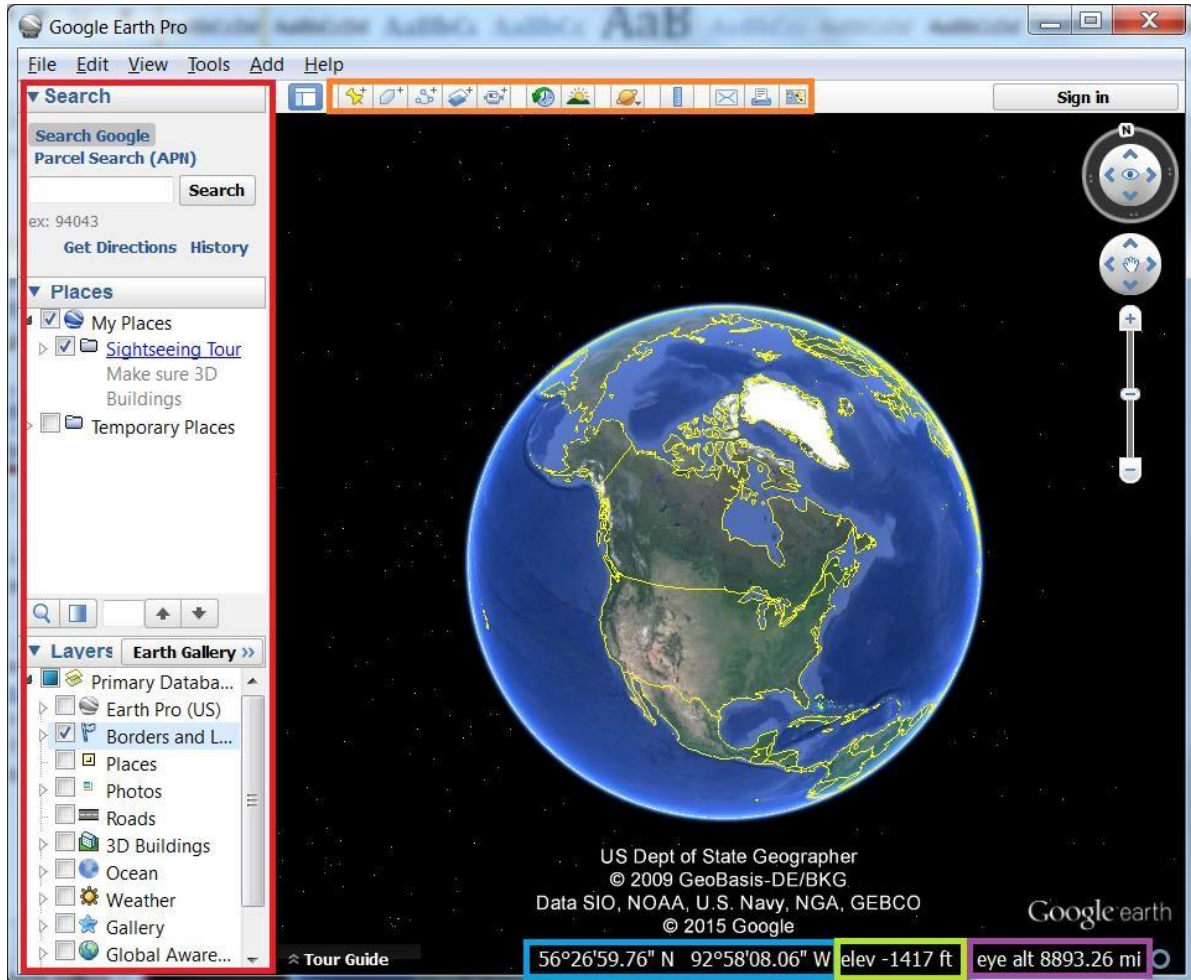 Google Earth Pro
File Edit View Tools Add Help
Search
Sign in
Search Google
Parcel Search (APN)
Search
ex: 94043
Get Directions History
Places
My Places
Sightseeing Tour
Make sure 3D
Buildings
Temporary Places
Layers Earth Gallery >>
Primary Databa...
Earth Pro (US)
Borders and L...
Places
Photos
Roads
3D Buildings
Ocean
Weather
Gallery
Global Aware...
N
US Dept of State Geographer
© 2009 GeoBasis-DE/BKG
Data SIO, NOAA, U.S. Navy, NGA, GEBCO
© 2015 Google
Google earth
Tour Guide
56°26'59.76" N 92°58'08.06" W elev -1417 ft eye alt 8893.26 mi